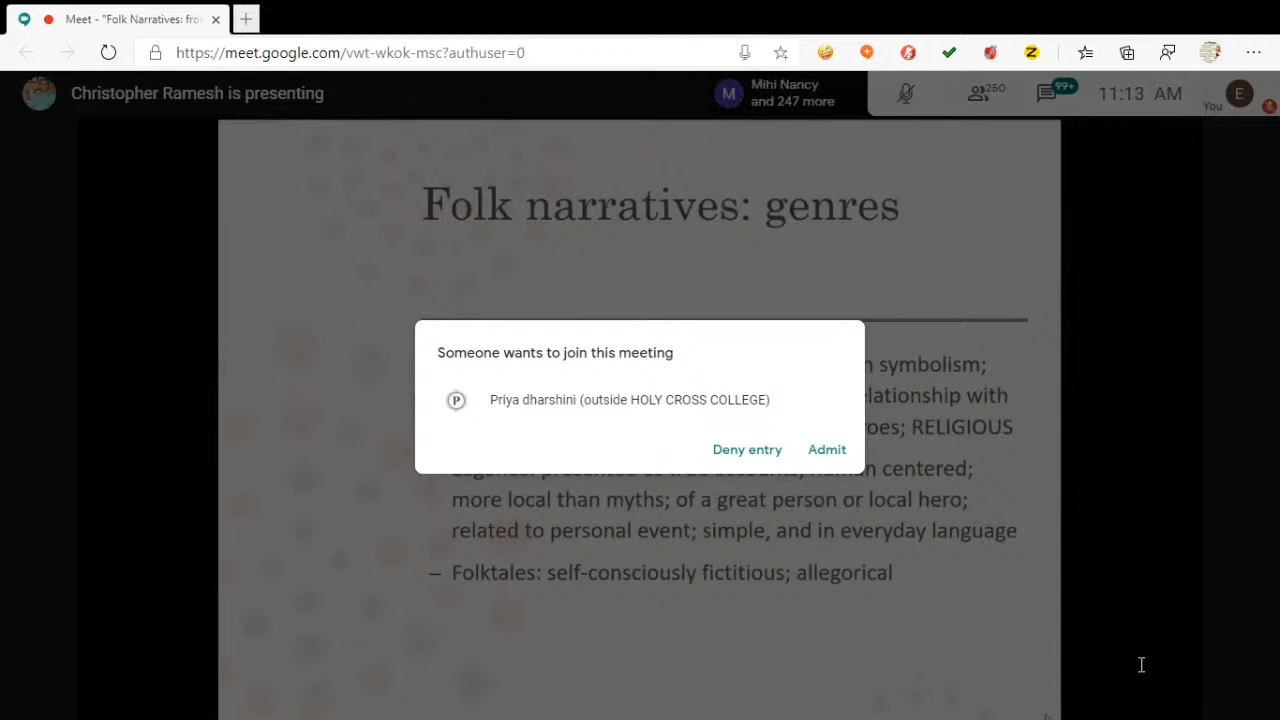 Meet - "Folk Narratives: fro
https://meet.google.com/vwt-wkok-msc?authuser=0
Christopher Ramesh is presenting
M
Mihi Nancy
and 247 more
250
99+
11:13 AM
You
E
Folk narratives: genres
Someone wants to join this meeting
P
Priya dharshini (outside HOLY CROSS COLLEGE)
Deny entry
Admit
symbolism;
relationship with
RELIGIOUS
centered;
more local than myths; of a great person or local hero;
related to personal event; simple, and in everyday language
– Folktales: self-consciously fictitious; allegorical